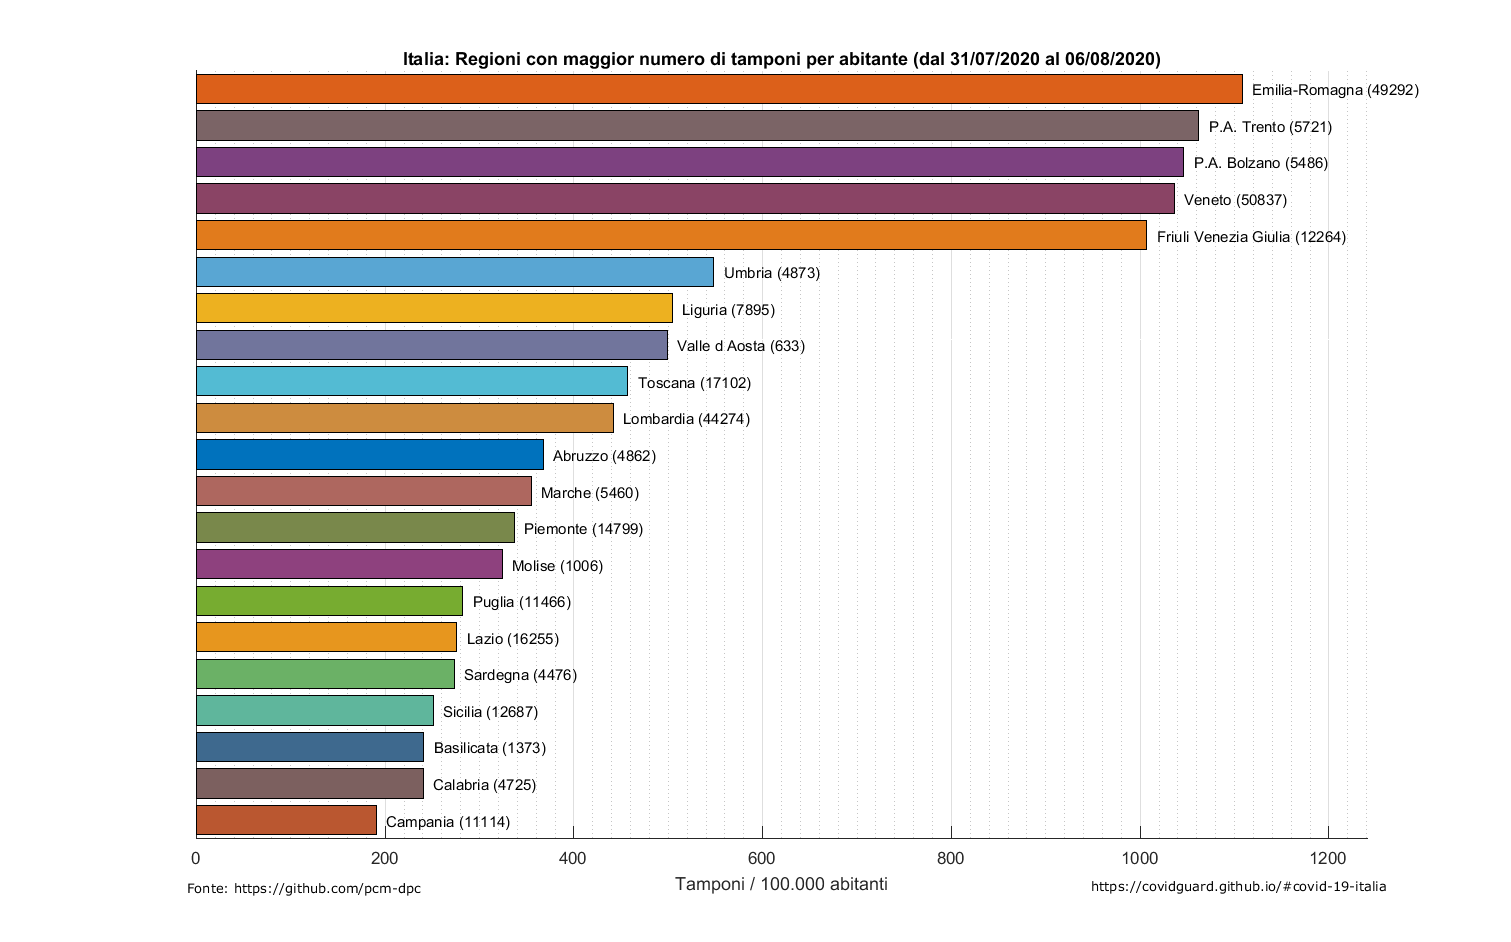 Italia: Regioni con maggior numero di tamponi per abitante (dal 31/07/2020 al 06/08/2020)
Emilia-Romagna (49292)
P.A. Trento (5721)
P.A. Bolzano (5486)
Veneto (50837)
Friuli Venezia Giulia (12264)
Umbria (4873)
Liguria (7895)
Valle d Aosta (633)
Toscana (17102)
Lombardia (44274)
Abruzzo (4862)
Marche (5460)
Piemonte (14799)
Molise (1006)
Puglia (11466)
Lazio (16255)
Sardegna (4476)
Sicilia (12687)
Basilicata (1373)
Calabria (4725)
Campania (11114)
0 200 400 600 800 1000 1200
Tamponi / 100.000 abitanti
Fonte: https://github.com/pcm-dpc
https://covidguard.github.io/#covid-19-italia